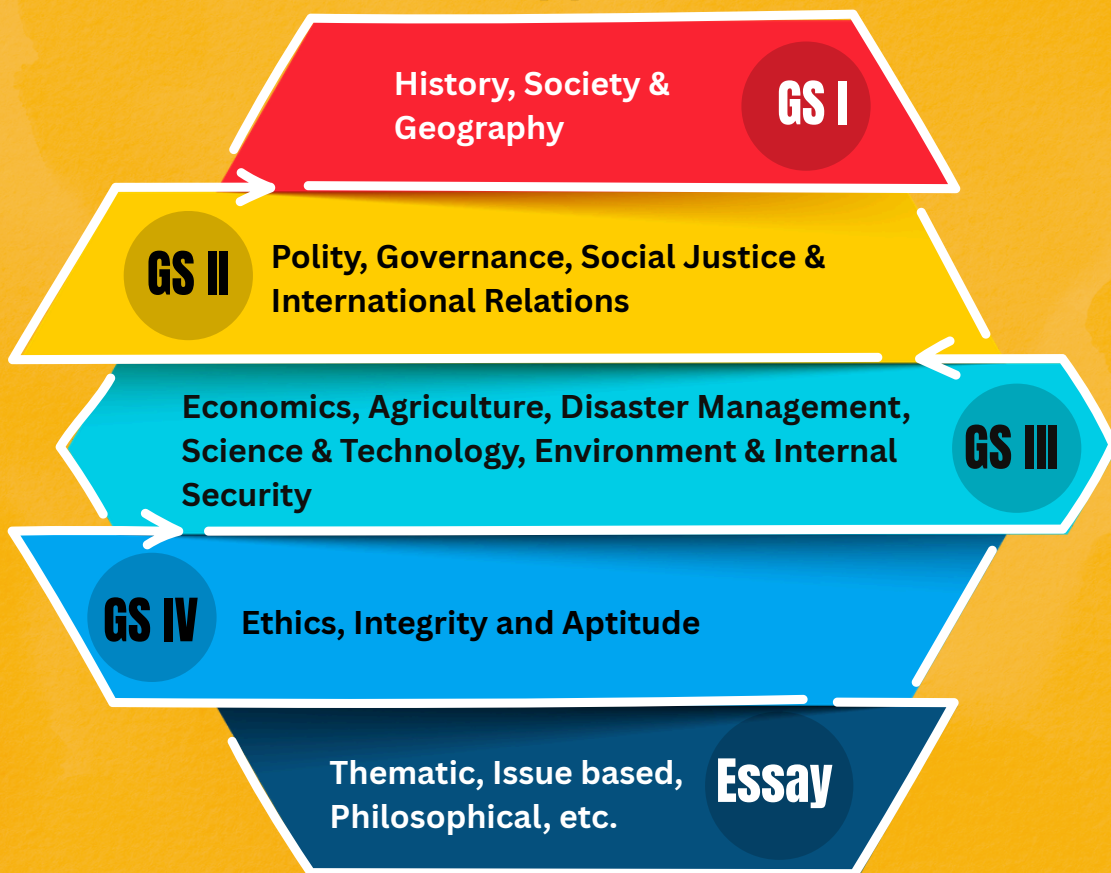 History, Society &
Geography
GS I
GS II
Polity, Governance, Social Justice &
International Relations
Economics, Agriculture, Disaster Management,
Science & Technology, Environment & Internal
Security
GS III
GS IV
Ethics, Integrity and Aptitude
Thematic, Issue based,
Philosophical, etc.
Essay